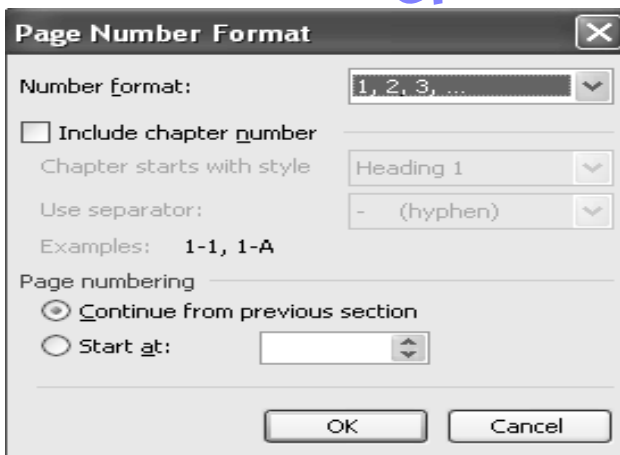 Page Number Format
Number format: 1, 2, 3, ...
Include chapter number
Chapter starts with style Heading 1
Use separator: - (hyphen)
Examples: 1-1, 1-A
Page numbering
Continue from previous section
Start at:
OK Cancel